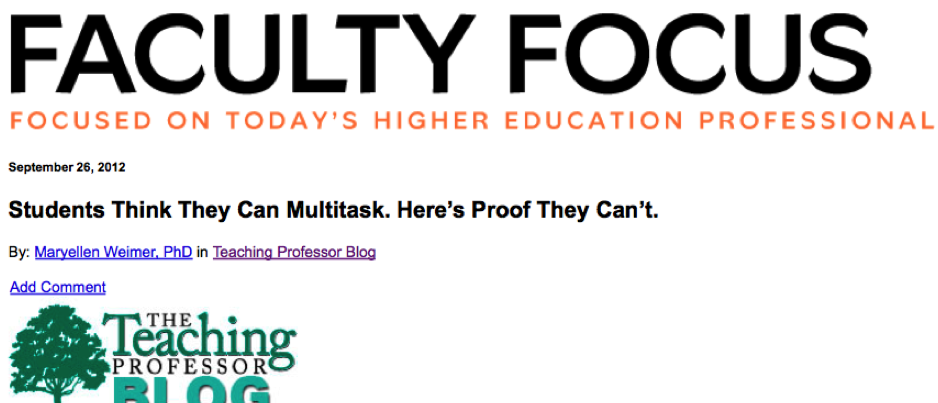 FACULTY FOCUS
FOCUSED ON TODAY'S HIGHER EDUCATION PROFESSIONAL
September 26, 2012
Students Think They Can Multitask. Here's Proof They Can't.
By: Maryellen Weimer, PhD in Teaching Professor Blog
Add Comment
THE
Teaching
PROFESSOR
BLOG